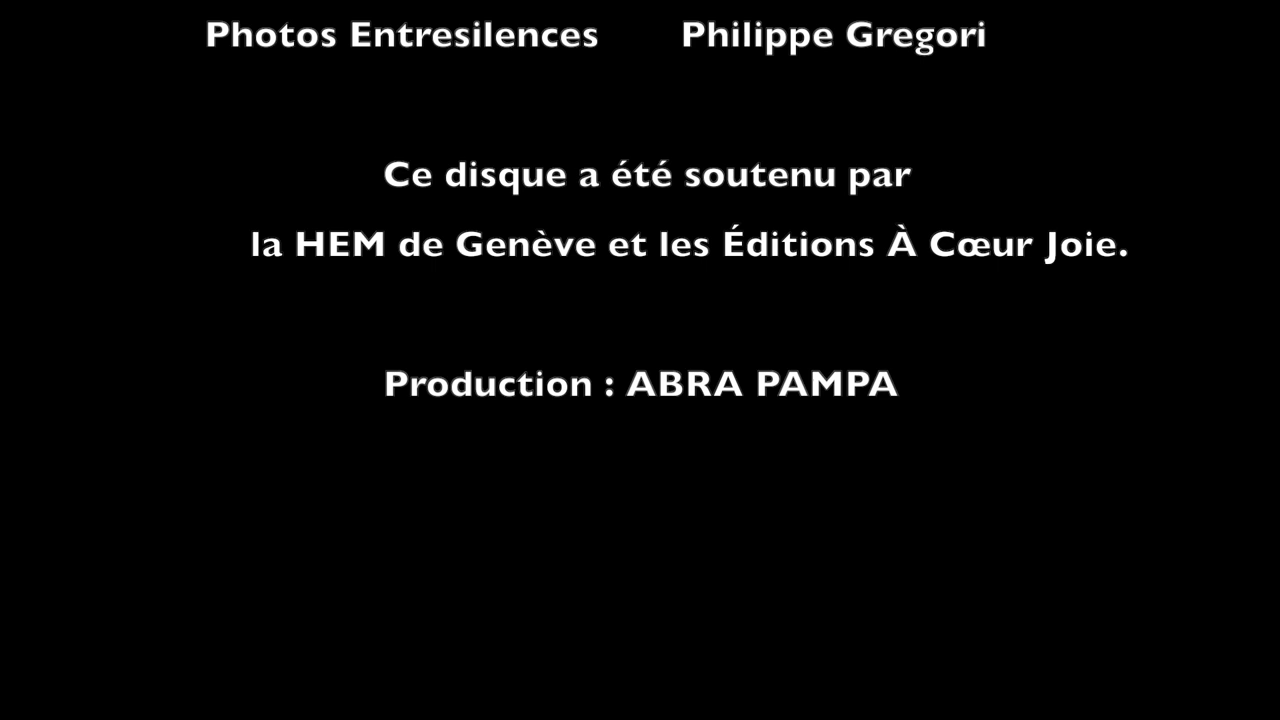 Photos Entresilences Philippe Gregori
Ce disque a été soutenu par
la HEM de Genève et les Éditions À Cœur Joie.
Production : ABRA PAMPA